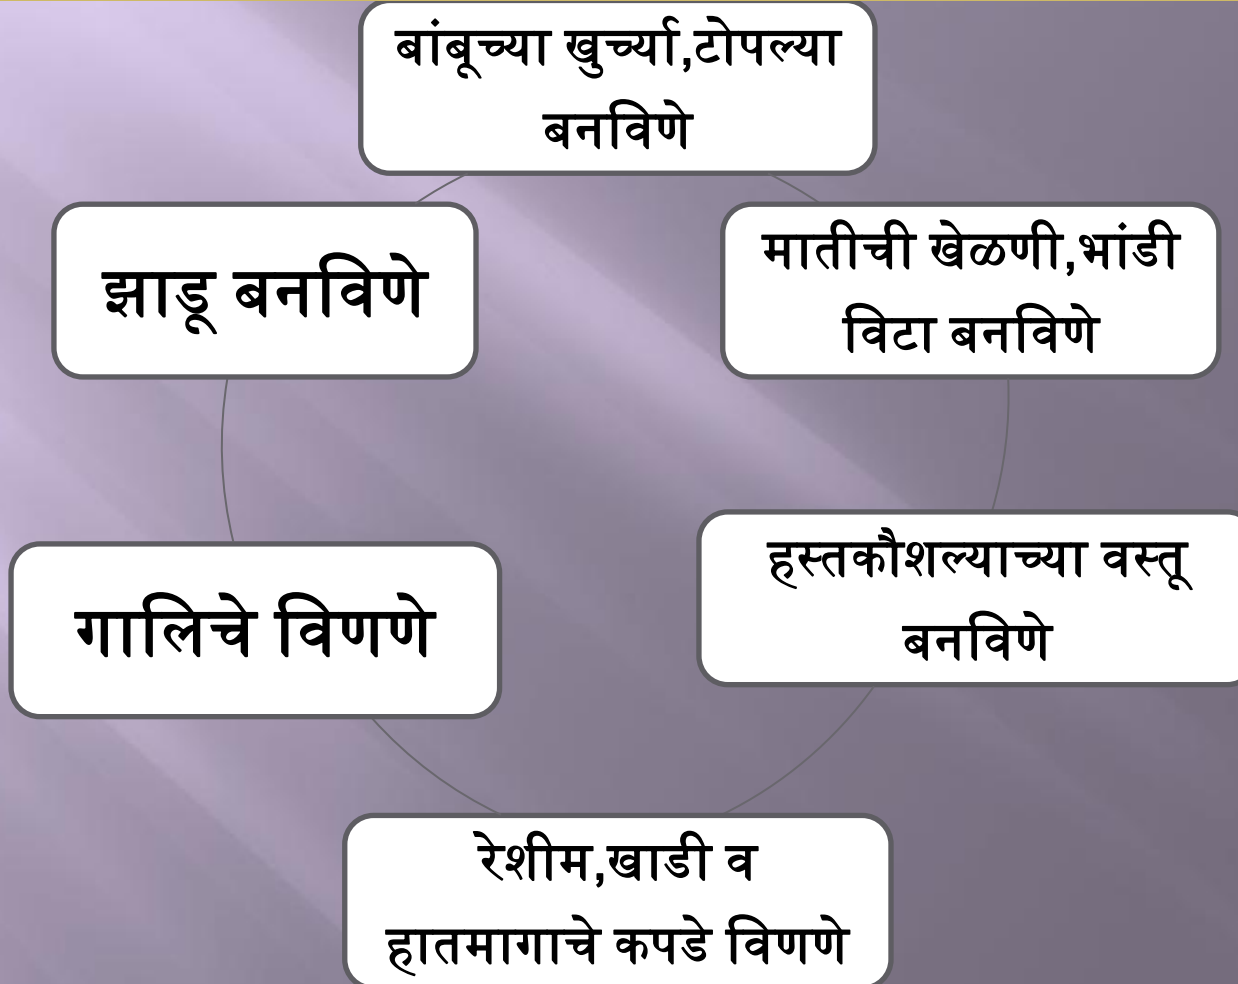 बांबूच्या खुर्च्या,टोपल्या
बनविणे
मातीची खेळणी,भांडी
विटा बनविणे
हस्तकौशल्याच्या वस्तू
बनविणे
रेशीम,खाडी व
हातमागाचे कपडे विणणे
गालिचे विणणे
झाडू बनविणे